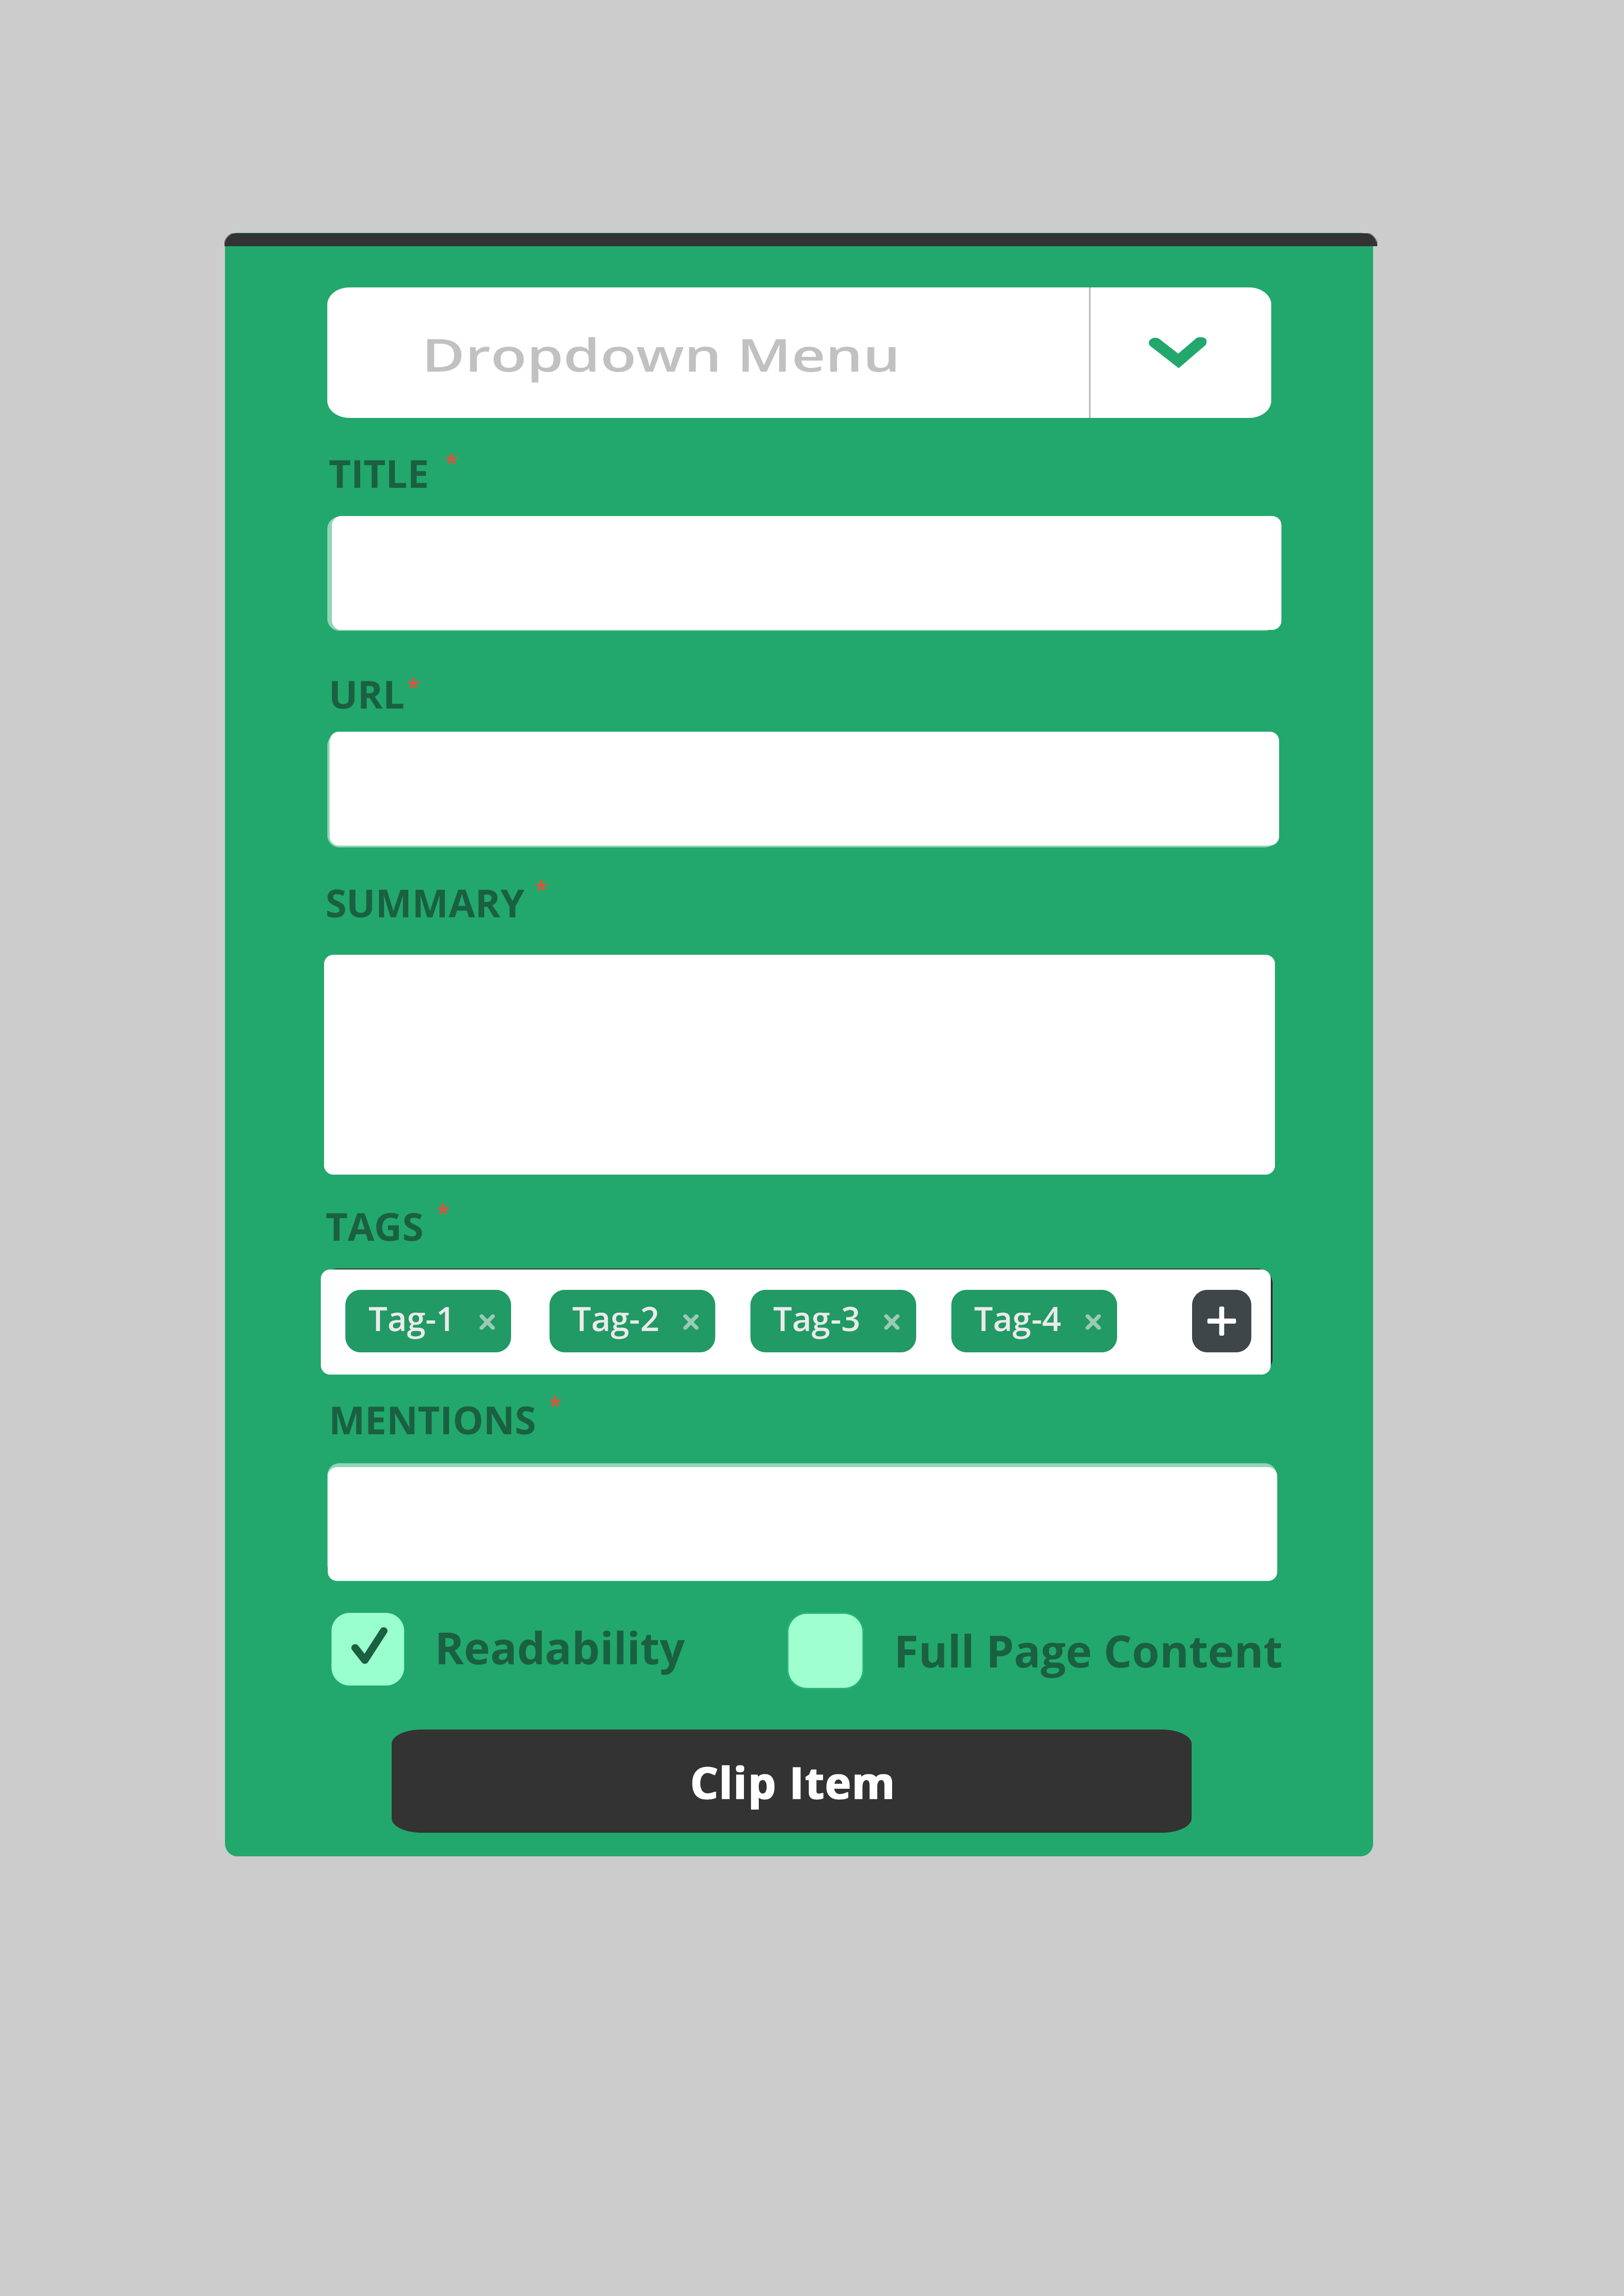 Dropdown Menu
TITLE *
URL *
SUMMARY *
TAGS *
Tag-1 × Tag-2 × Tag-3 × Tag-4 × +
MENTIONS *
Readability Full Page Content
Clip Item